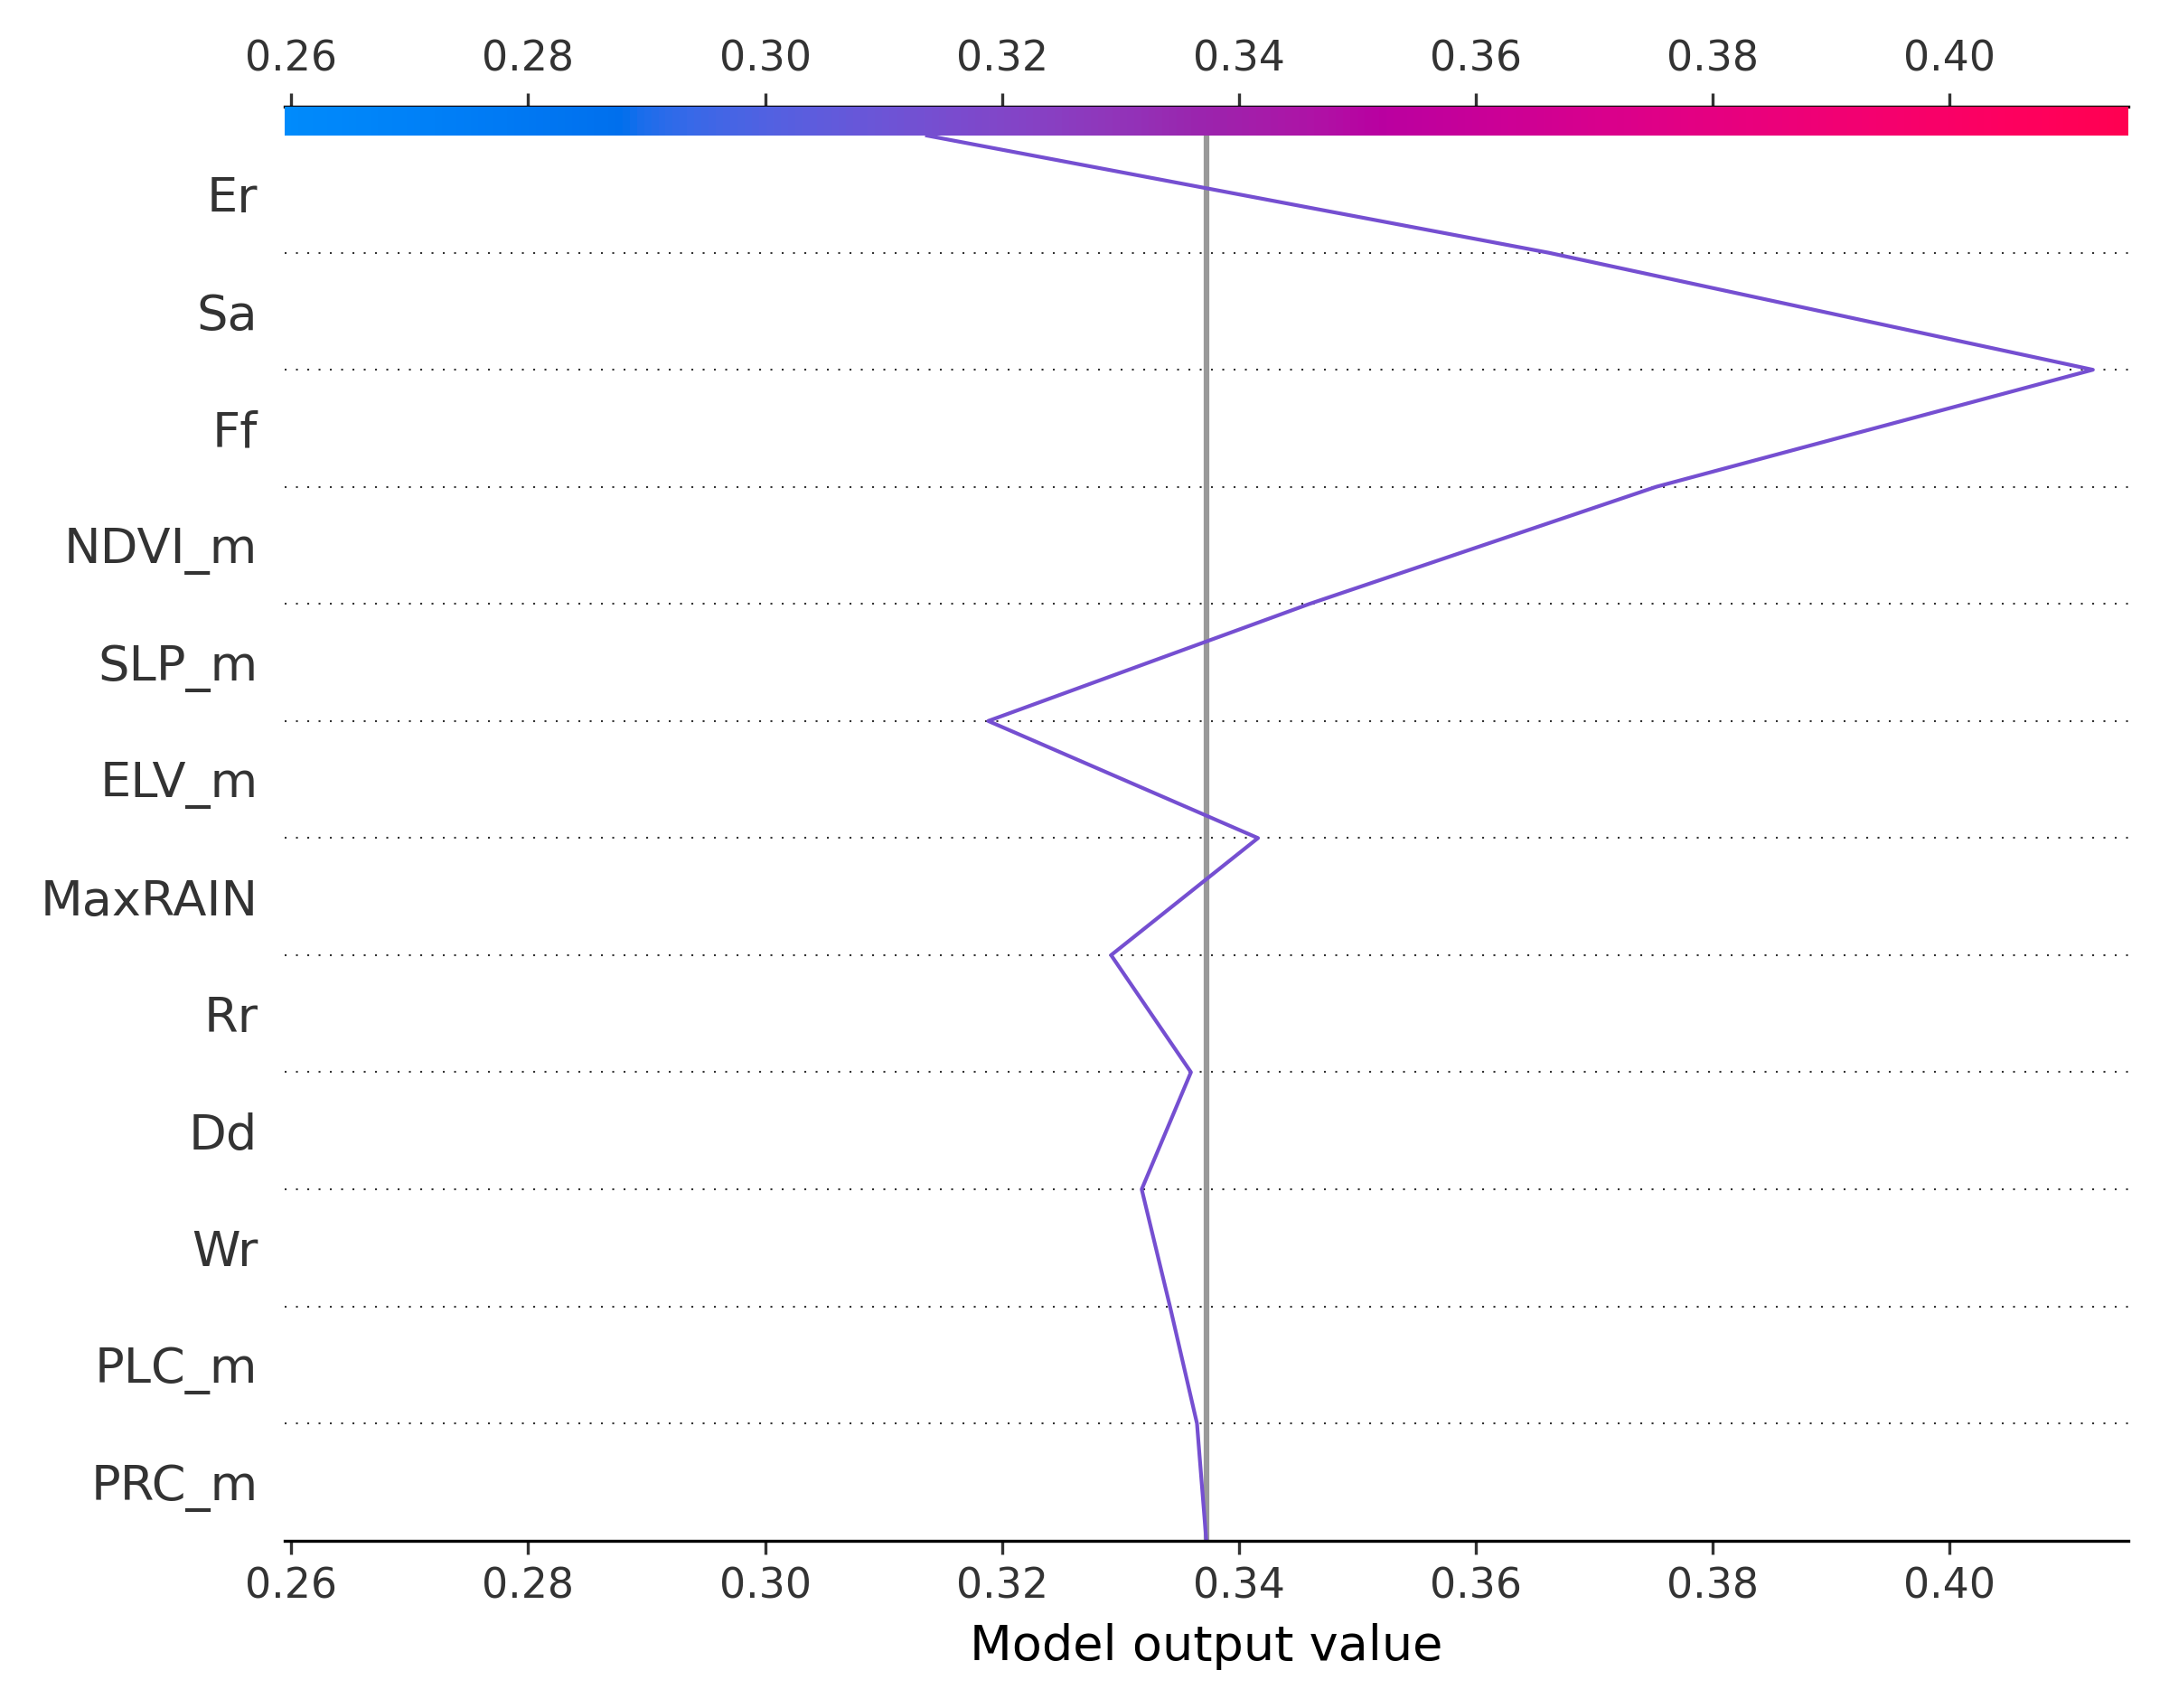 0.26 0.28 0.30 0.32 0.34 0.36 0.38 0.40
Er
Sa
Ff
NDVI_m
SLP_m
ELV_m
MaxRAIN
Rr
Dd
Wr
PLC_m
PRC_m
0.26 0.28 0.30 0.32 0.34 0.36 0.38 0.40
Model output value